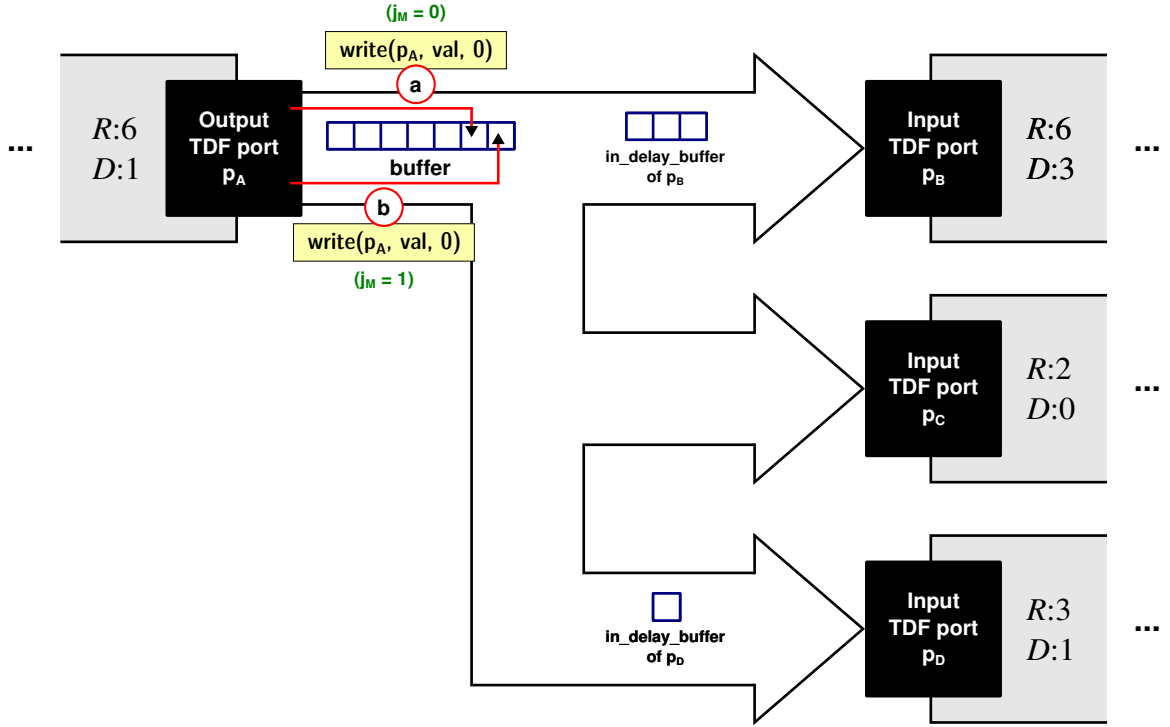 (jM = 0)
write(pA, val, 0)
a
...
R:6
D:1
Output
TDF port
pA
buffer
in_delay_buffer
of pB
Input
TDF port
pB
R:6
D:3
...
b
write(pA, val, 0)
(jM = 1)
Input
TDF port
pC
R:2
D:0
...
in_delay_buffer
of pD
Input
TDF port
pD
R:3
D:1
...